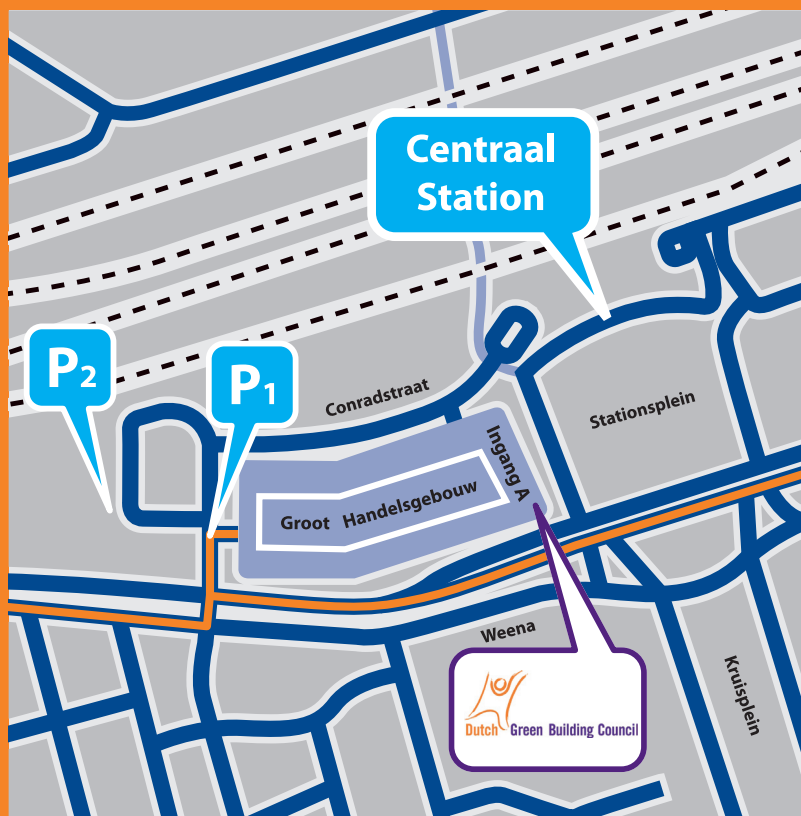 Centraal
Station
P2
P1
Conradstraat
Stationsplein
Ingang A
Groot Handelsgebouw
Weena
Kruisplein
Dutch Green Building Council